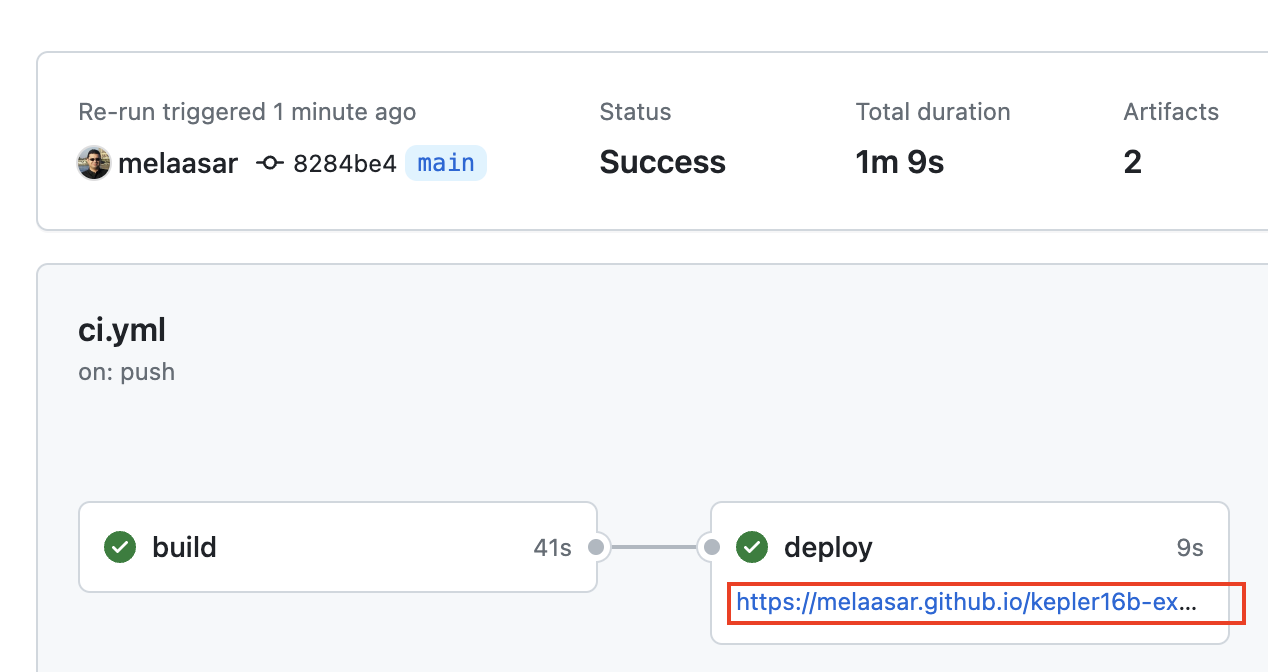 Re-run triggered 1 minute ago
melaasar 8284be4 main
Status
Success
Total duration
1m 9s
Artifacts
2
ci.yml
on: push
build 41s
deploy 9s
https://melaasar.github.io/kepler16b-ex...